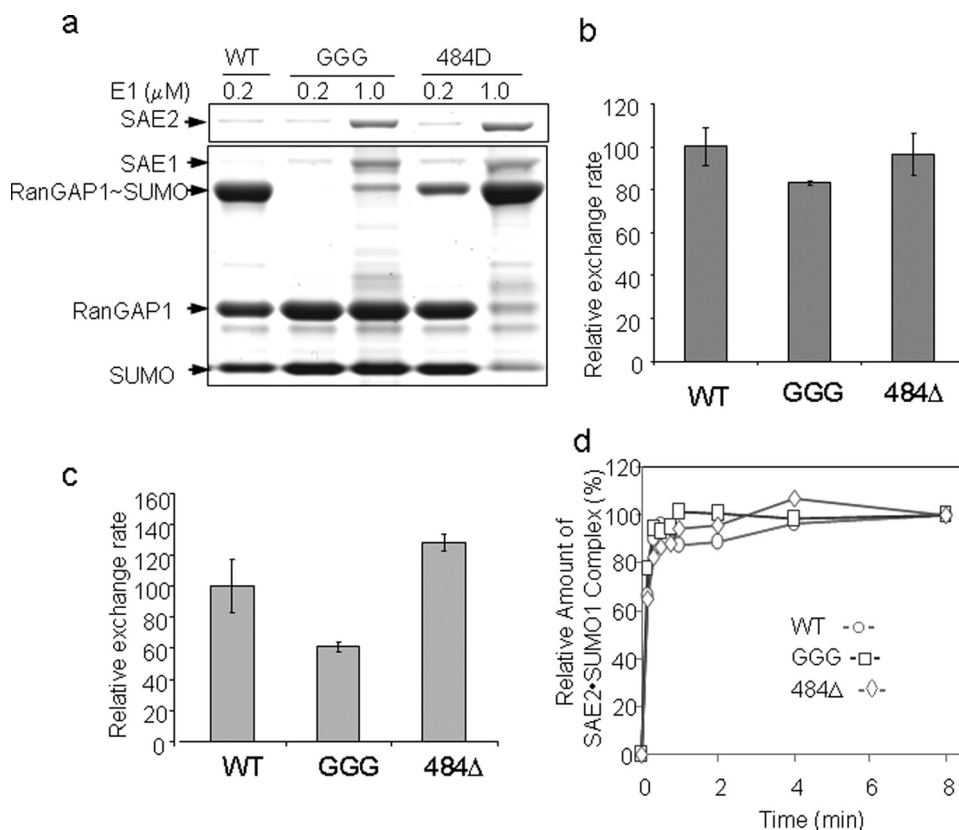 a
WT GGG 484D
E1 (μM) 0.2 0.2 1.0 0.2 1.0
SAE2
SAE1
RanGAP1~SUMO
RanGAP1
SUMO
b
Relative exchange rate
120
100
80
60
40
20
0
WT GGG 484Δ
c
Relative exchange rate
160
140
120
100
80
60
40
20
0
WT GGG 484Δ
d
Relative Amount of
SAE2•SUMO1 Complex (%)
120
100
80
60
40
20
0
WT
GGG
484Δ
0 2 4 6 8
Time (min)